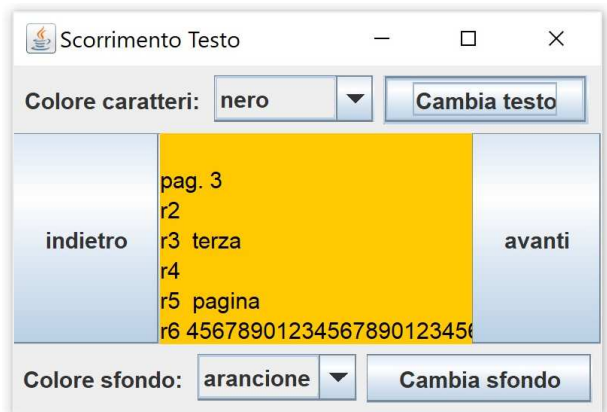 Scorrimento Testo
Colore caratteri: nero Cambia testo
pag. 3
r2
indietro r3 terza avanti
r4
r5 pagina
r6 45678901234567890123456
Colore sfondo: arancione Cambia sfondo